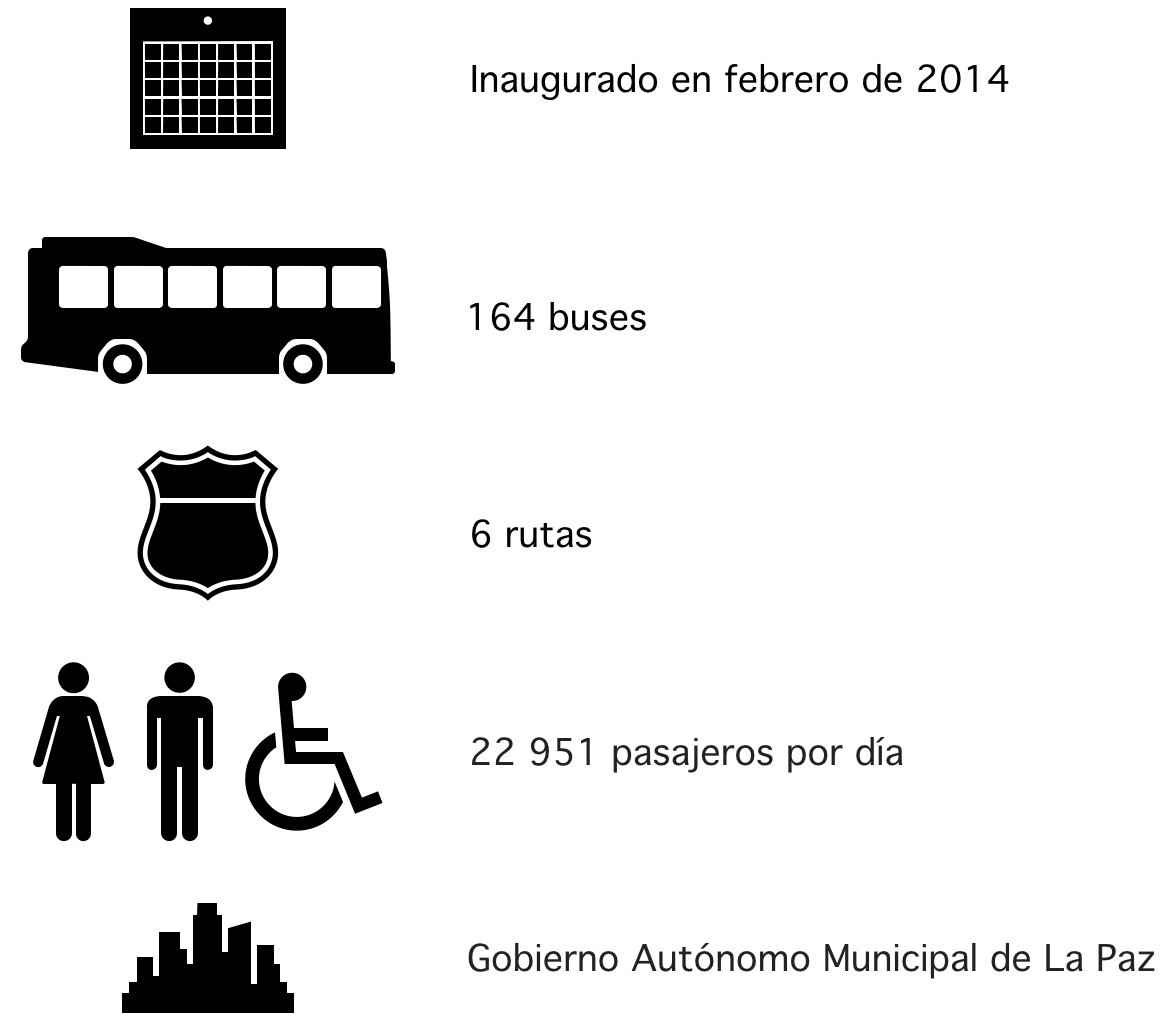 Inaugurado en febrero de 2014
164 buses
6 rutas
22 951 pasajeros por día
Gobierno Autónomo Municipal de La Paz